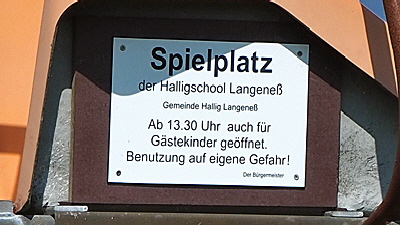 Spielplatz
der Halligschool Langeneß
Gemeinde Hallig Langeneß
Ab 13.30 Uhr auch für
Gästekinder geöffnet.
Benutzung auf eigene Gefahr!
Der Bürgermeister